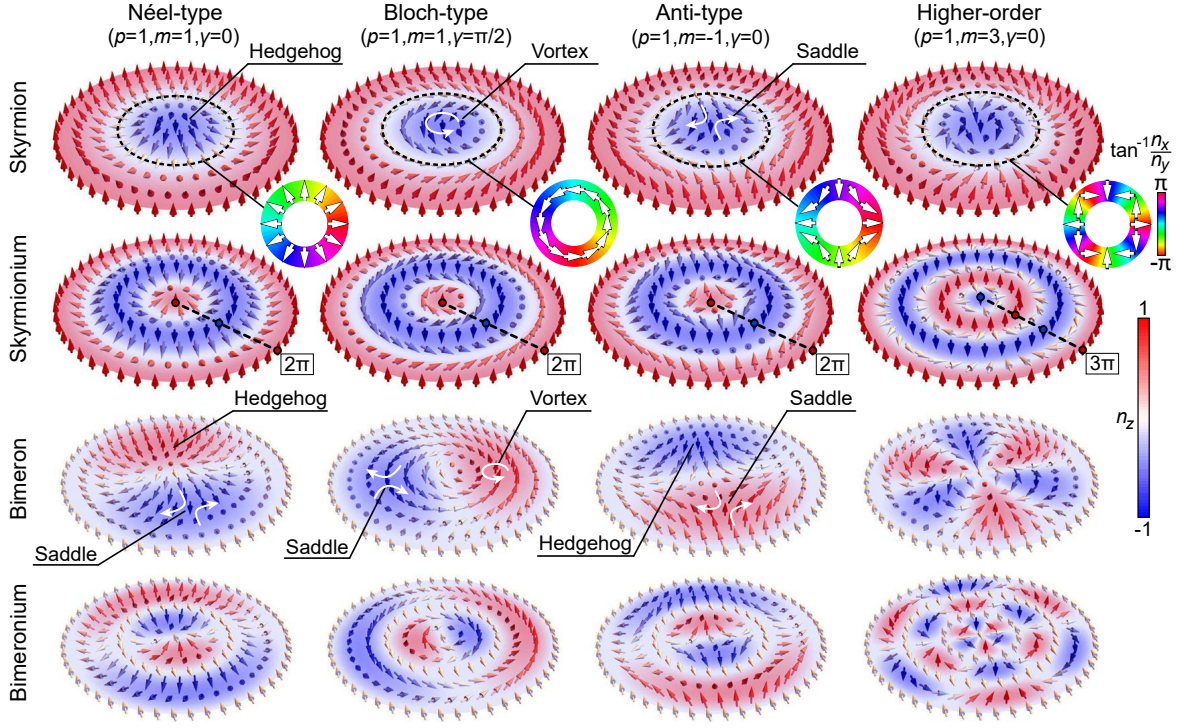 Néel-type
(p=1,m=1,γ=0)
Bloch-type
(p=1,m=1,γ=π/2)
Anti-type
(p=1,m=-1,γ=0)
Higher-order
(p=1,m=3,γ=0)
Skyrmion
Hedgehog
Vortex
Saddle
tan⁻¹ nx/ny
π
-π
Skyrmionium
2π
2π
2π
3π
1
nz
-1
Bimeron
Hedgehog
Saddle
Vortex
Saddle
Saddle
Hedgehog
Bimeronium